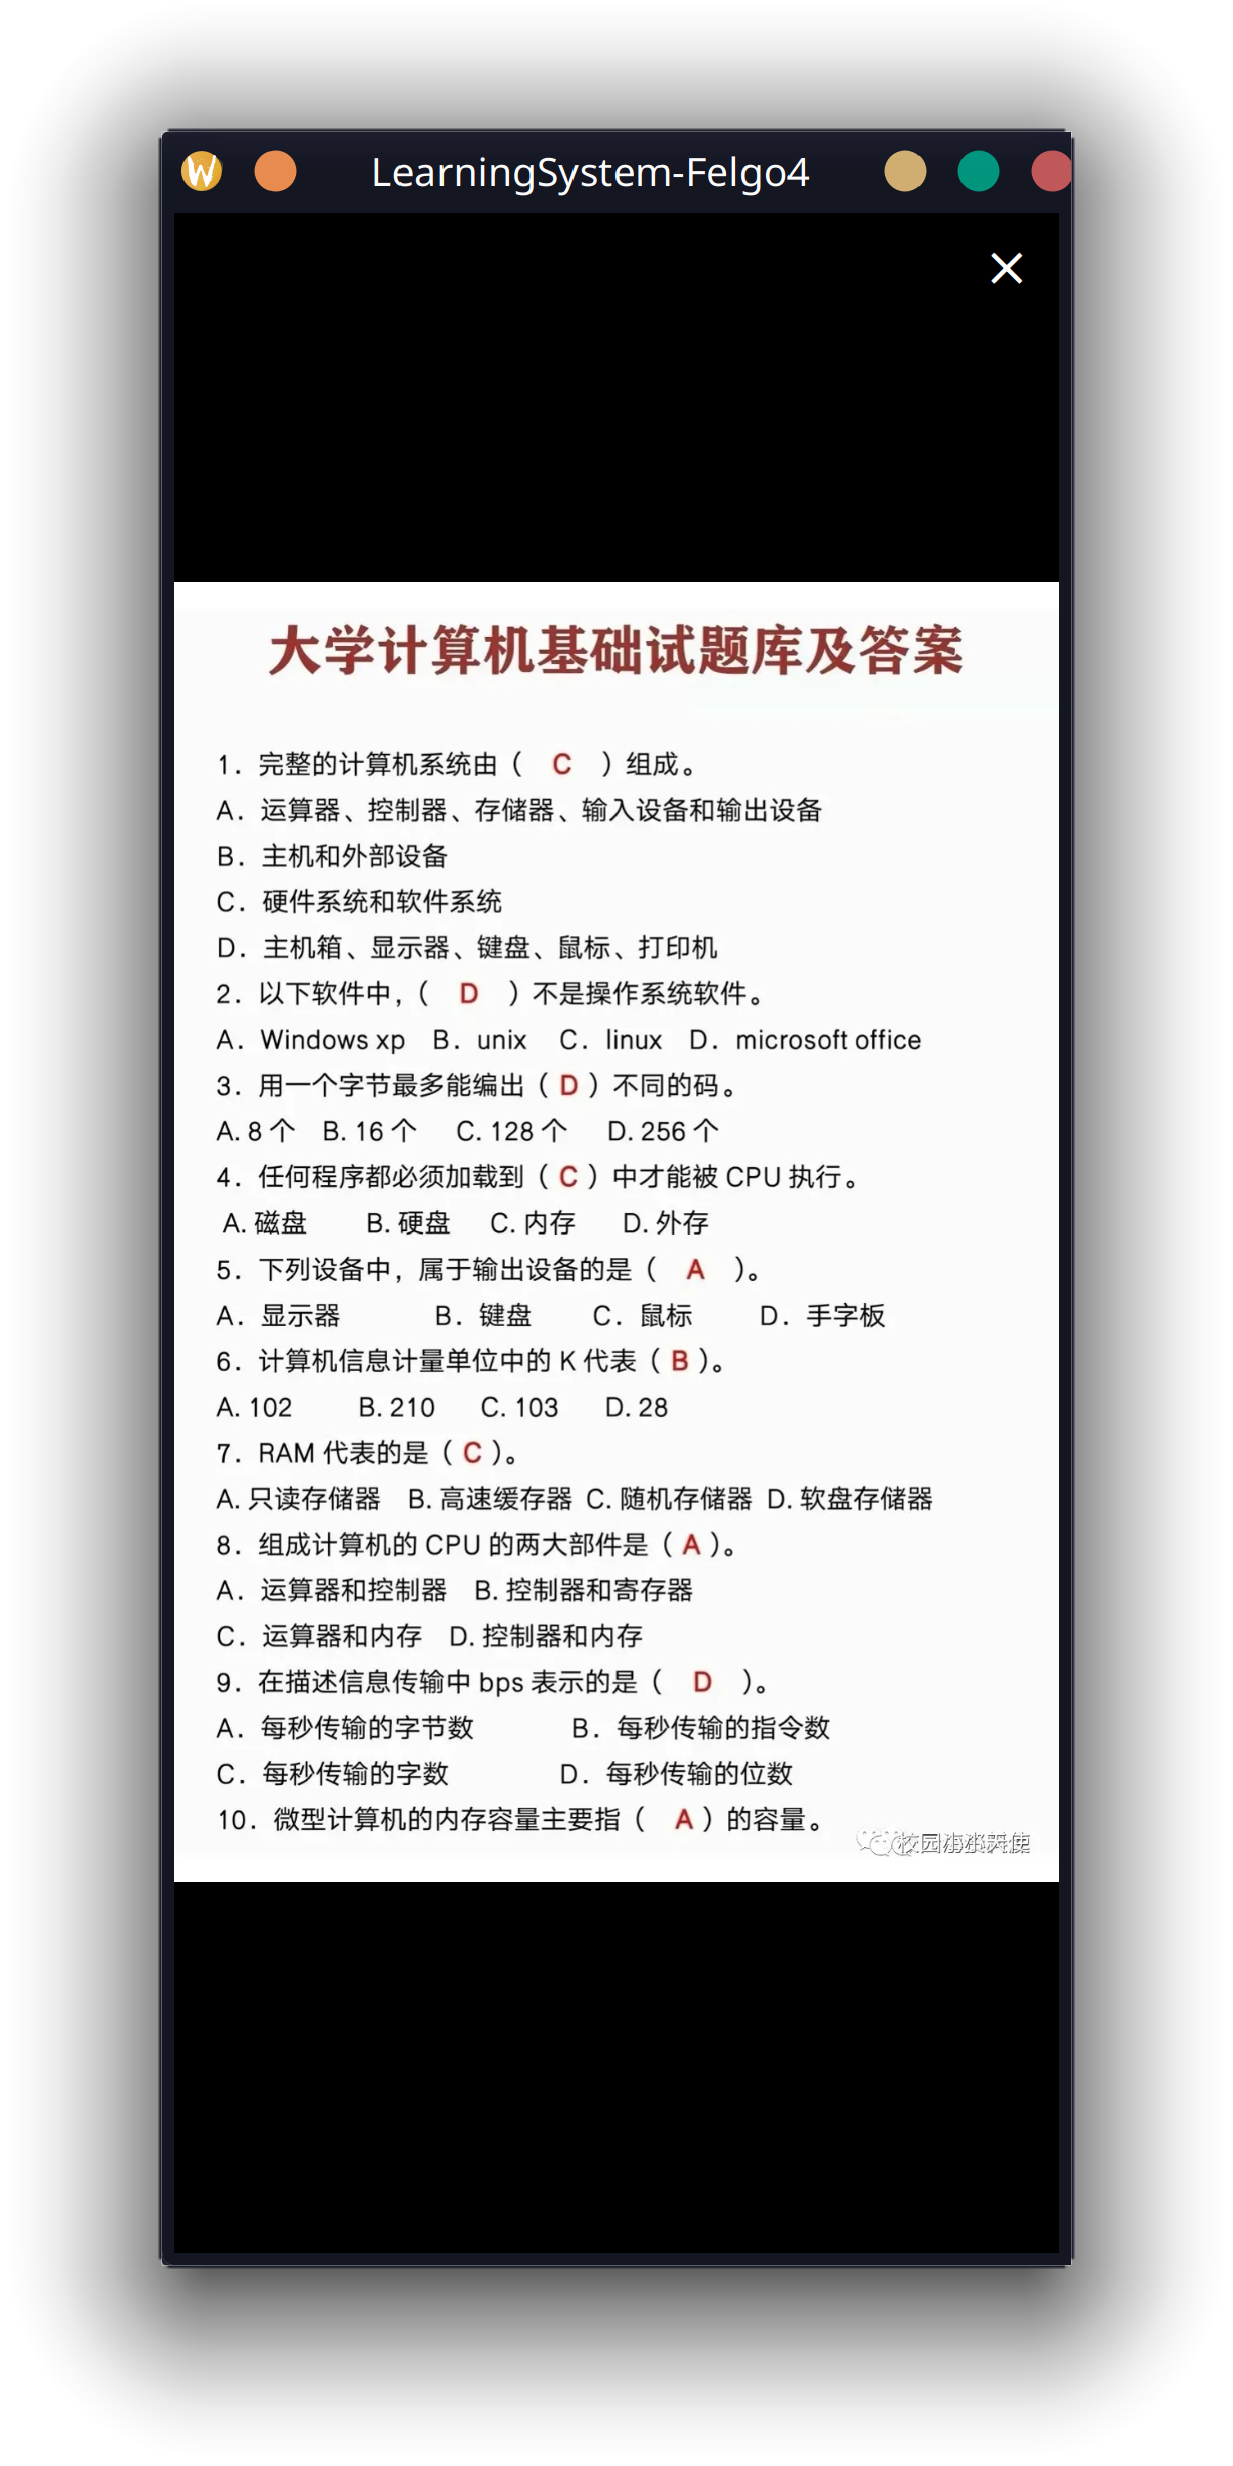 LearningSystem-Felgo4
大学计算机基础试题库及答案
1．完整的计算机系统由（ C ）组成。
A．运算器、控制器、存储器、输入设备和输出设备
B．主机和外部设备
C．硬件系统和软件系统
D．主机箱、显示器、键盘、鼠标、打印机
2．以下软件中，（ D ）不是操作系统软件。
A．Windows xp B．unix C．linux D．microsoft office
3．用一个字节最多能编出（ D ）不同的码。
A. 8 个 B. 16 个 C. 128 个 D. 256 个
4．任何程序都必须加载到（ C ）中才能被 CPU 执行。
A. 磁盘 B. 硬盘 C. 内存 D. 外存
5．下列设备中，属于输出设备的是（ A ）。
A．显示器 B．键盘 C．鼠标 D．手字板
6．计算机信息计量单位中的 K 代表（ B ）。
A. 102 B. 210 C. 103 D. 28
7．RAM 代表的是（ C ）。
A. 只读存储器 B. 高速缓存器 C. 随机存储器 D. 软盘存储器
8．组成计算机的 CPU 的两大部件是（ A ）。
A．运算器和控制器 B. 控制器和寄存器
C．运算器和内存 D. 控制器和内存
9．在描述信息传输中 bps 表示的是（ D ）。
A．每秒传输的字节数 B．每秒传输的指令数
C．每秒传输的字数 D．每秒传输的位数
10．微型计算机的内存容量主要指（ A ）的容量。